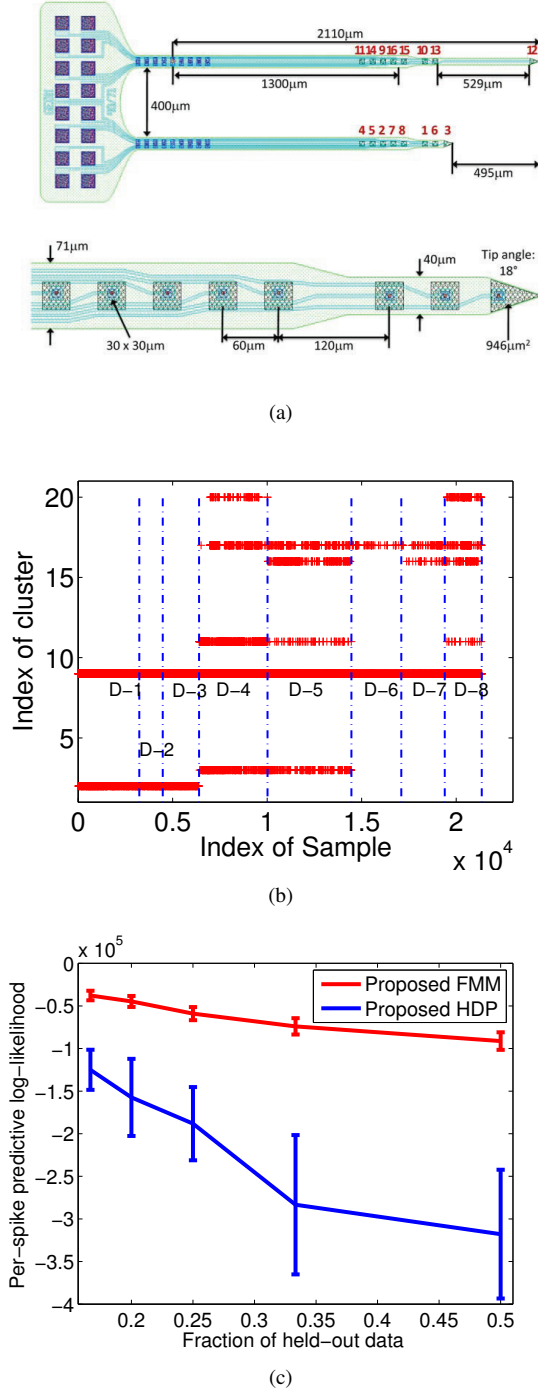 2110μm
11 14 9 16 15 10 13 12
1300μm 529μm
400μm
4 5 2 7 8 1 6 3
495μm
71μm 40μm Tip angle:
18°
30 x 30μm 60μm 120μm 946μm²
(a)
20
15
10
5
Index of cluster
D−1 D−3 D−4 D−5 D−6 D−7 D−8
D−2
0 0.5 1 1.5 2
Index of Sample x 10⁴
(b)
x 10⁵
0
−0.5
−1
−1.5
−2
−2.5
−3
−3.5
−4
Per−spike predictive log−likelihood
Proposed FMM
Proposed HDP
0.2 0.25 0.3 0.35 0.4 0.45 0.5
Fraction of held−out data
(c)